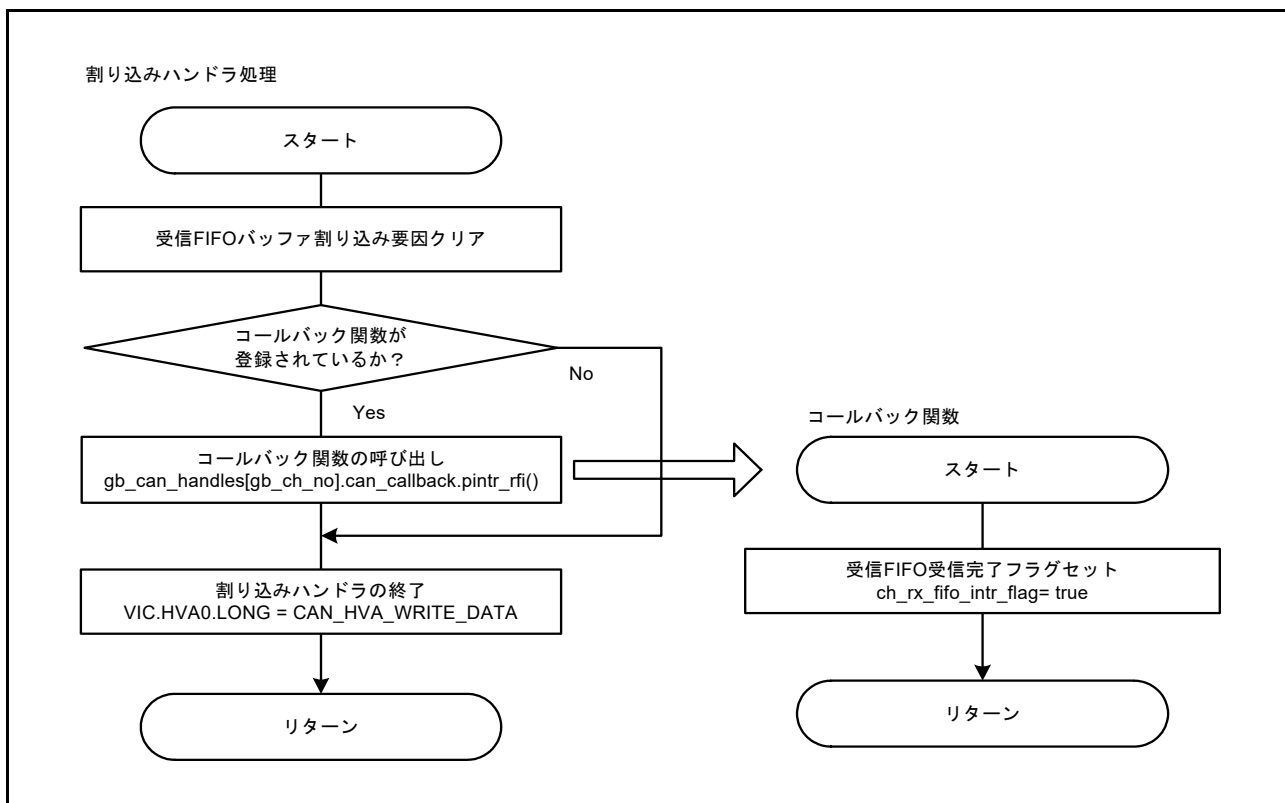 割り込みハンドラ処理
スタート
受信FIFOバッファ割り込み要因クリア
コールバック関数が
登録されているか？
No
Yes
コールバック関数の呼び出し
gb_can_handles[gb_ch_no].can_callback.pintr_rfi()
割り込みハンドラの終了
VIC.HVA0.LONG = CAN_HVA_WRITE_DATA
リターン
コールバック関数
スタート
受信FIFO受信完了フラグセット
ch_rx_fifo_intr_flag= true
リターン